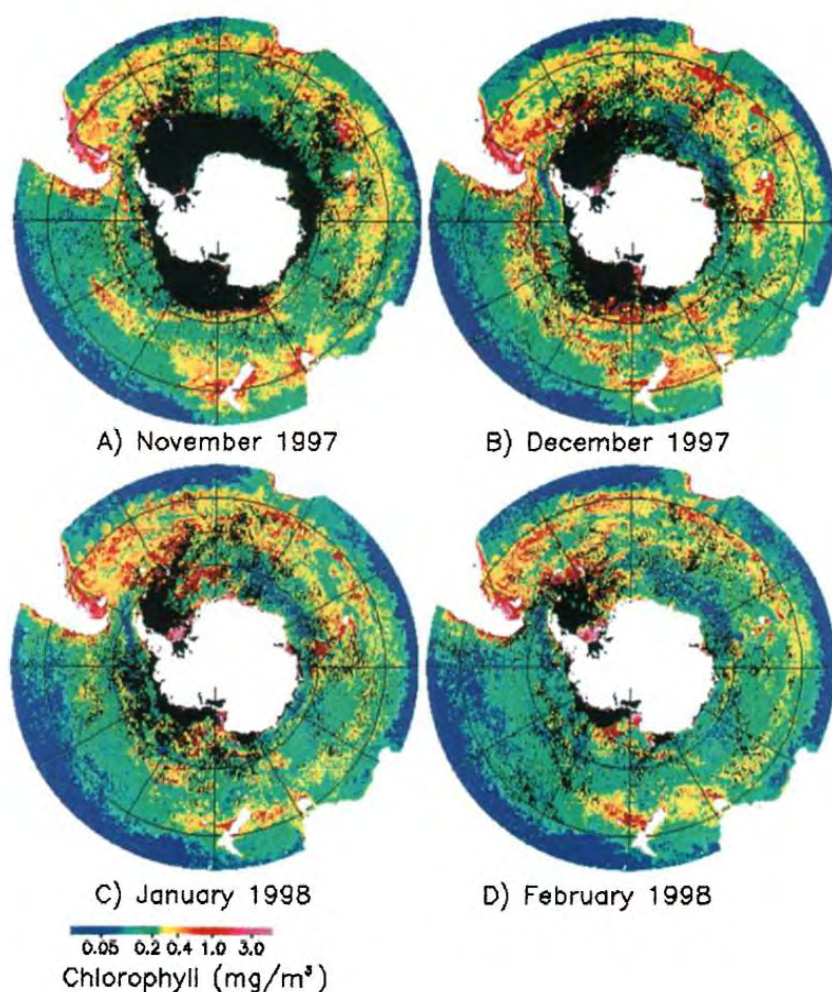 A) November 1997
B) December 1997
C) January 1998
D) February 1998
0.05 0.2 0.4 1.0 3.0
Chlorophyll (mg/m³)